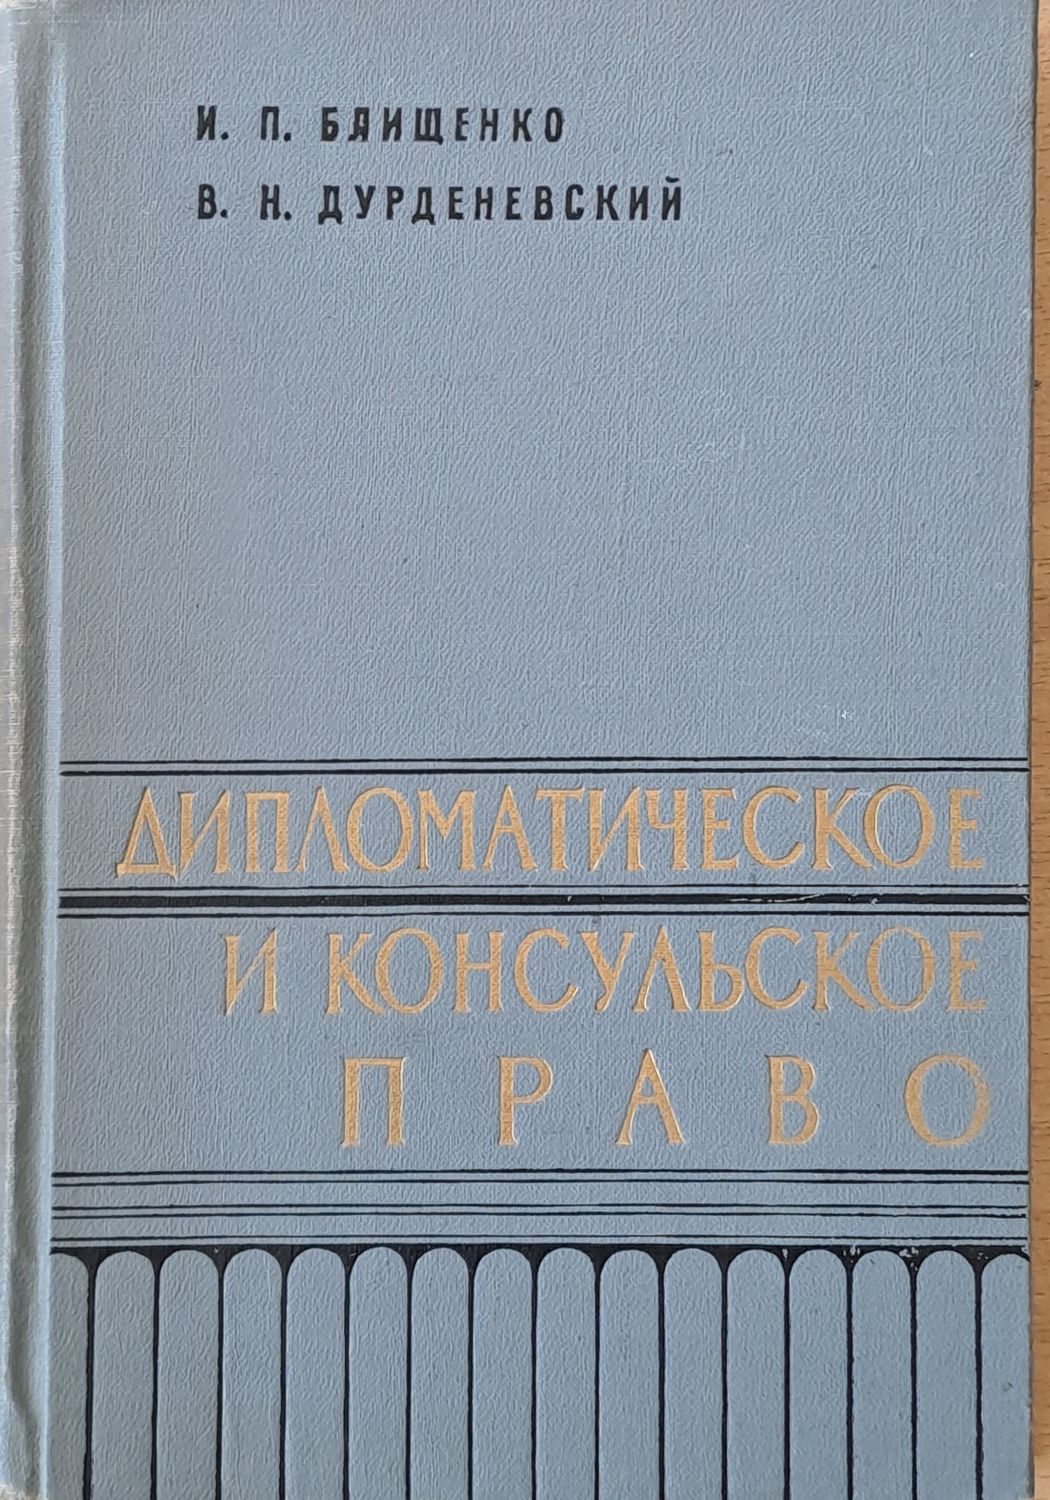 И. П. БЛИЩЕНКО
В. Н. ДУРДЕНЕВСКИЙ
ДИПЛОМАТИЧЕСКОЕ
И КОНСУЛЬСКОЕ
ПРАВО